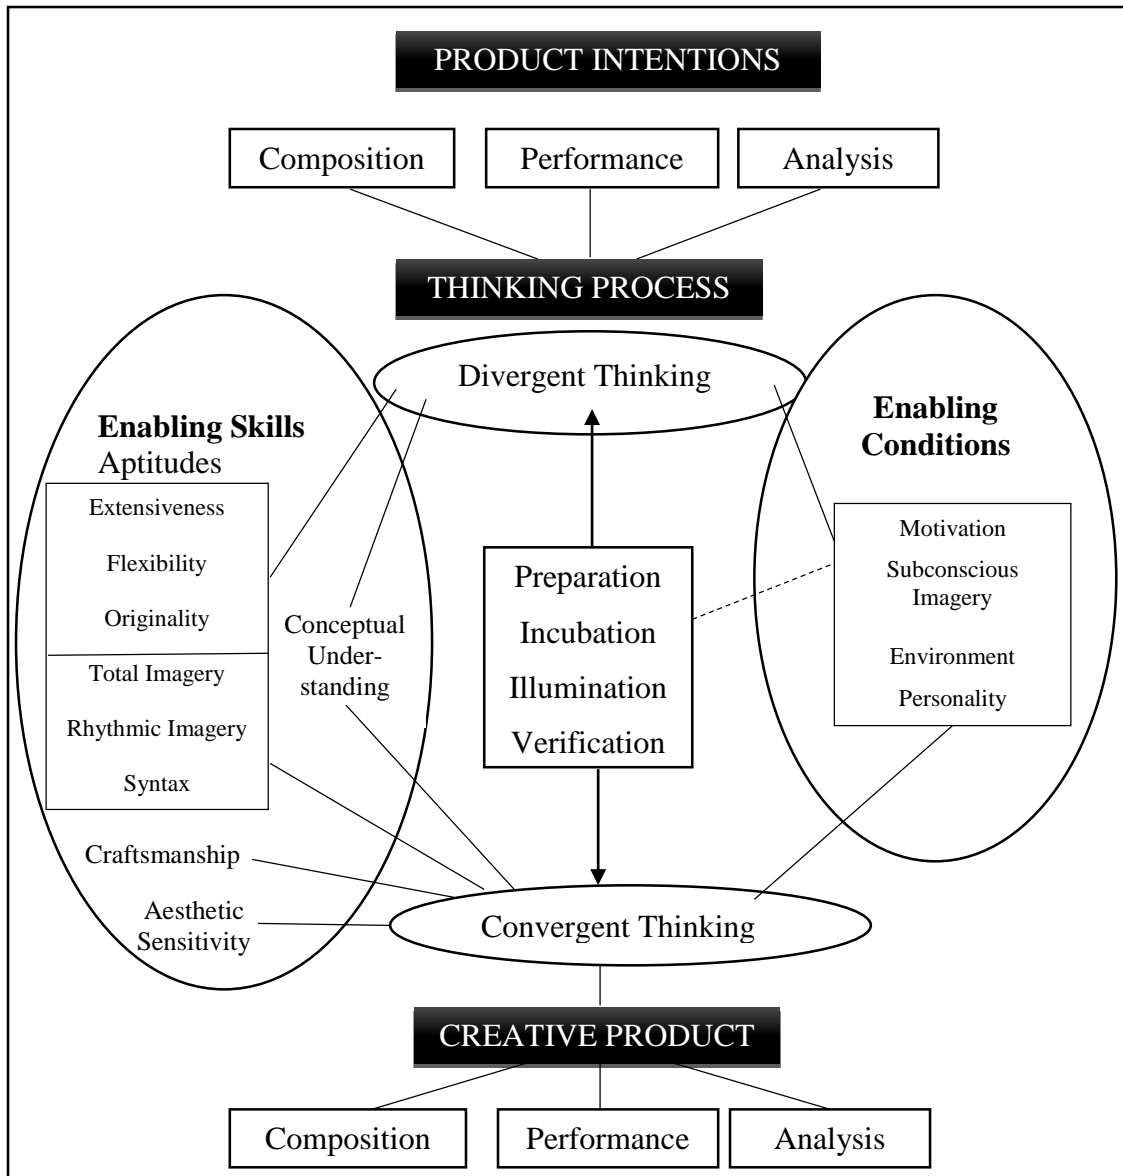 PRODUCT INTENTIONS
Composition
Performance
Analysis
THINKING PROCESS
Divergent Thinking
Enabling Skills
Aptitudes
Extensiveness
Flexibility
Originality
Total Imagery
Rhythmic Imagery
Syntax
Conceptual
Under-
standing
Craftsmanship
Aesthetic
Sensitivity
Preparation
Incubation
Illumination
Verification
Enabling
Conditions
Motivation
Subconscious
Imagery
Environment
Personality
Convergent Thinking
CREATIVE PRODUCT
Composition
Performance
Analysis